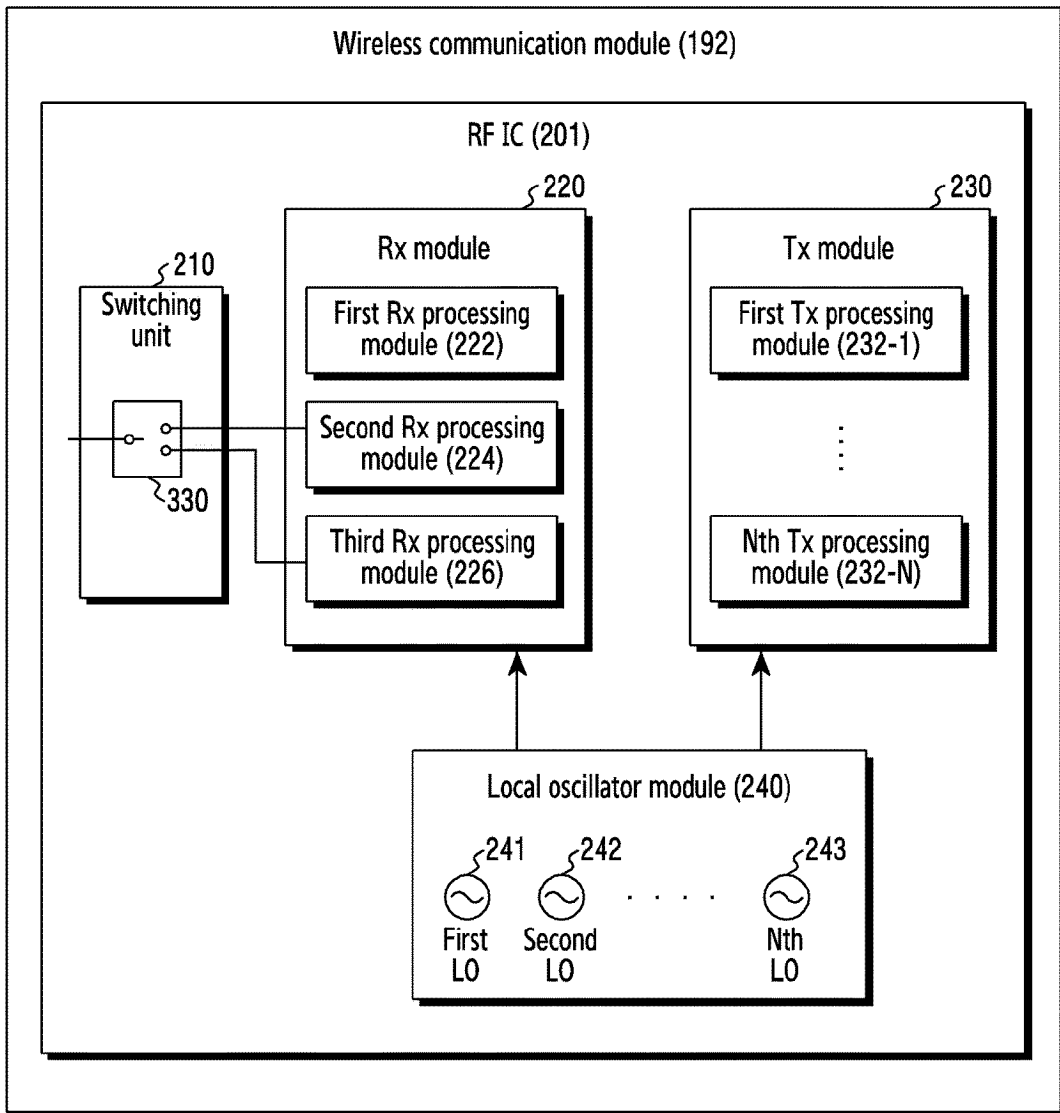 Wireless communication module (192)
RF IC (201)
220
230
Rx module
Tx module
210
Switching
unit
First Rx processing
module (222)
First Tx processing
module (232-1)
Second Rx processing
module (224)
330
Third Rx processing
module (226)
Nth Tx processing
module (232-N)
Local oscillator module (240)
241
242
243
First
LO
Second
LO
Nth
LO